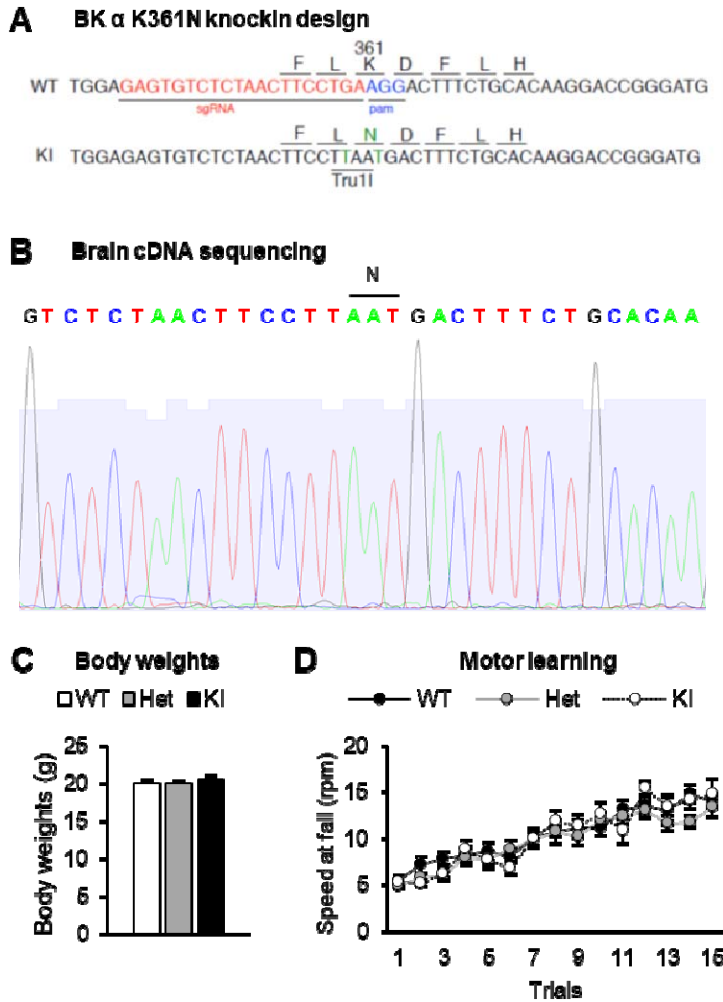 A BK α K361N knockin design
361
F L K D F L H
WT TGGAGAGTGTCTCTAACTTCCTGAAGGACTTTCTGCACAAGGACCGGGATG
sgRNA pam
F L N D F L H
KI TGGAGAGTGTCTCTAACTTCCTTAATGACTTTCTGCACAAGGACCGGGATG
Tru1I
B Brain cDNA sequencing
N
G T C T C T A A C T T C C T T A A T G A C T T T C T G C A C A A
C Body weights
WT Het KI
Body weights (g)
25
20
15
10
5
0
D Motor learning
WT Het KI
Speed at fall (rpm)
20
15
10
5
0
1 3 5 7 9 11 13 15
Trials